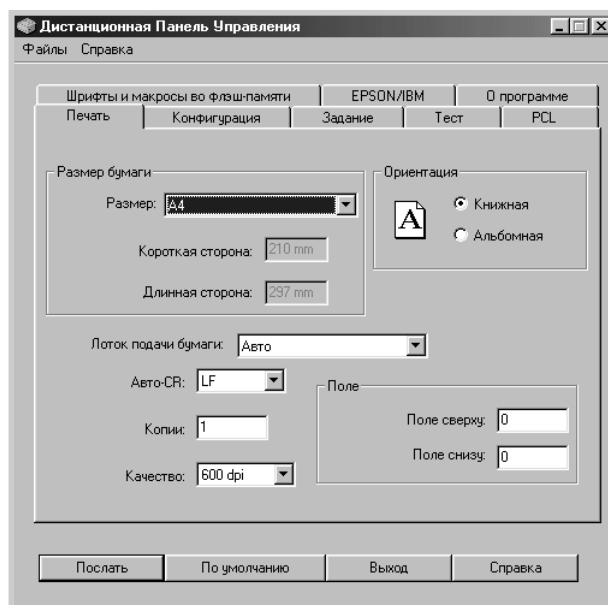 Дистанционная Панель Управления
Файлы Справка
Шрифты и макросы во флэш-памяти EPSON/IBM О программе
Печать Конфигурация Задание Тест PCL
Размер бумаги
Размер: A4
Короткая сторона: 210 mm
Длинная сторона: 297 mm
Ориентация
A
Книжная
Альбомная
Лоток подачи бумаги: Авто
Авто-CR: LF
Копии: 1
Качество: 600 dpi
Поле
Поле сверху: 0
Поле снизу: 0
Послать По умолчанию Выход Справка